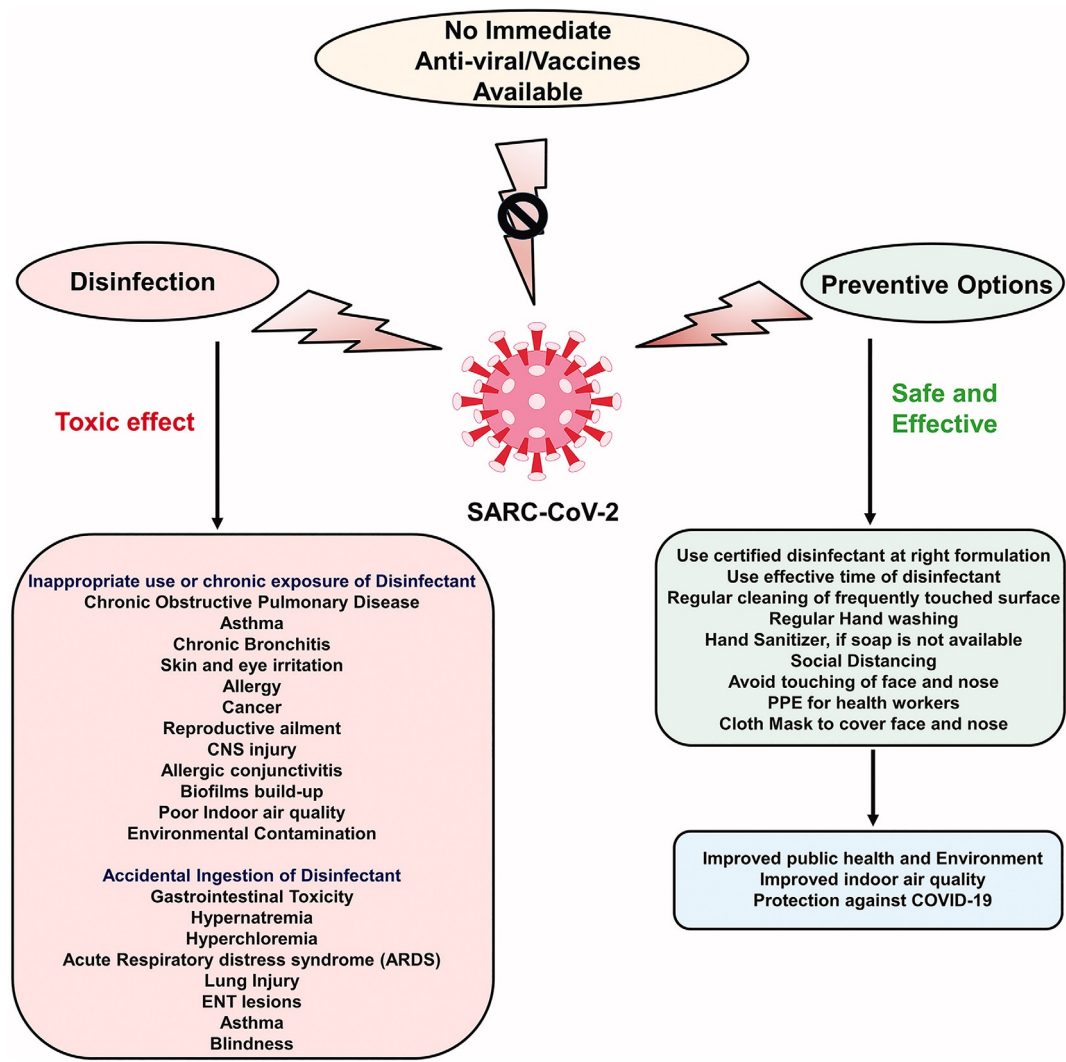 No Immediate
Anti-viral/Vaccines
Available
Disinfection
Preventive Options
Toxic effect
Safe and
Effective
SARC-CoV-2
Inappropriate use or chronic exposure of Disinfectant
Chronic Obstructive Pulmonary Disease
Asthma
Chronic Bronchitis
Skin and eye irritation
Allergy
Cancer
Reproductive ailment
CNS injury
Allergic conjunctivitis
Biofilms build-up
Poor Indoor air quality
Environmental Contamination
Accidental Ingestion of Disinfectant
Gastrointestinal Toxicity
Hypernatremia
Hyperchloremia
Acute Respiratory distress syndrome (ARDS)
Lung Injury
ENT lesions
Asthma
Blindness
Use certified disinfectant at right formulation
Use effective time of disinfectant
Regular cleaning of frequently touched surface
Regular Hand washing
Hand Sanitizer, if soap is not available
Social Distancing
Avoid touching of face and nose
PPE for health workers
Cloth Mask to cover face and nose
Improved public health and Environment
Improved indoor air quality
Protection against COVID-19